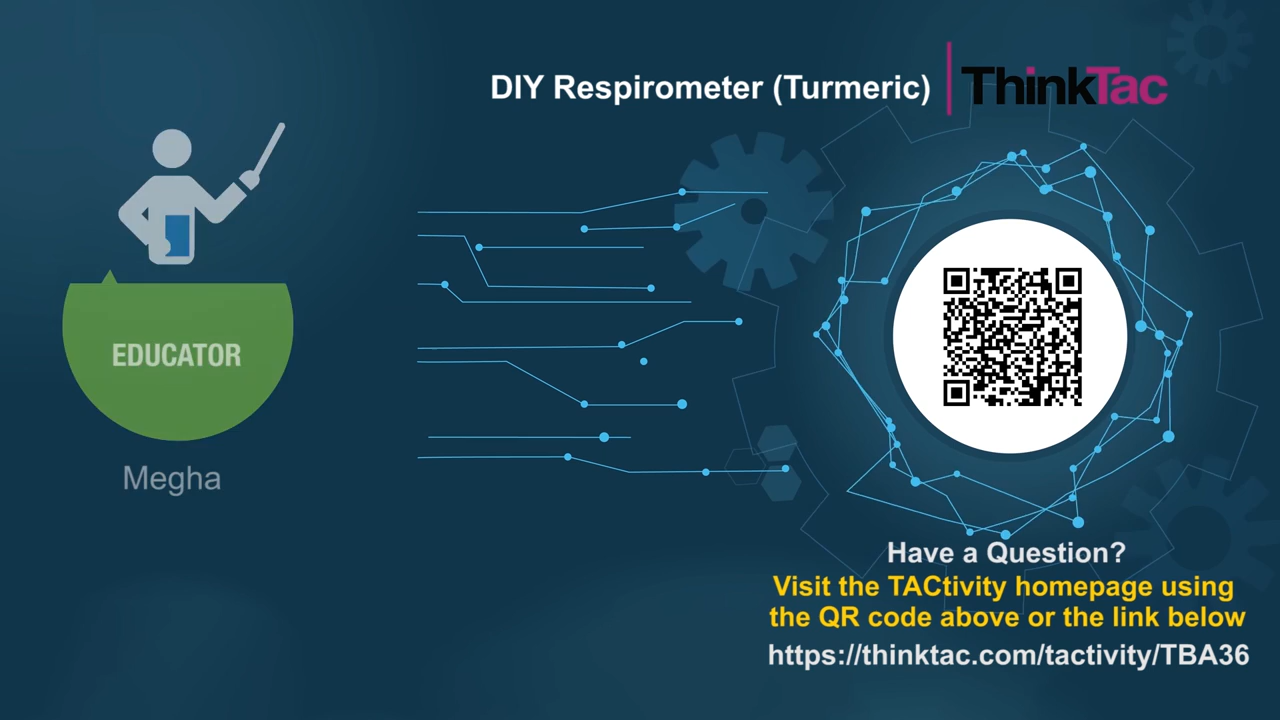 DIY Respirometer (Turmeric)
ThinkTac
EDUCATOR
Megha
Have a Question?
Visit the TACtivity homepage using
the QR code above or the link below
https://thinktac.com/tactivity/TBA36